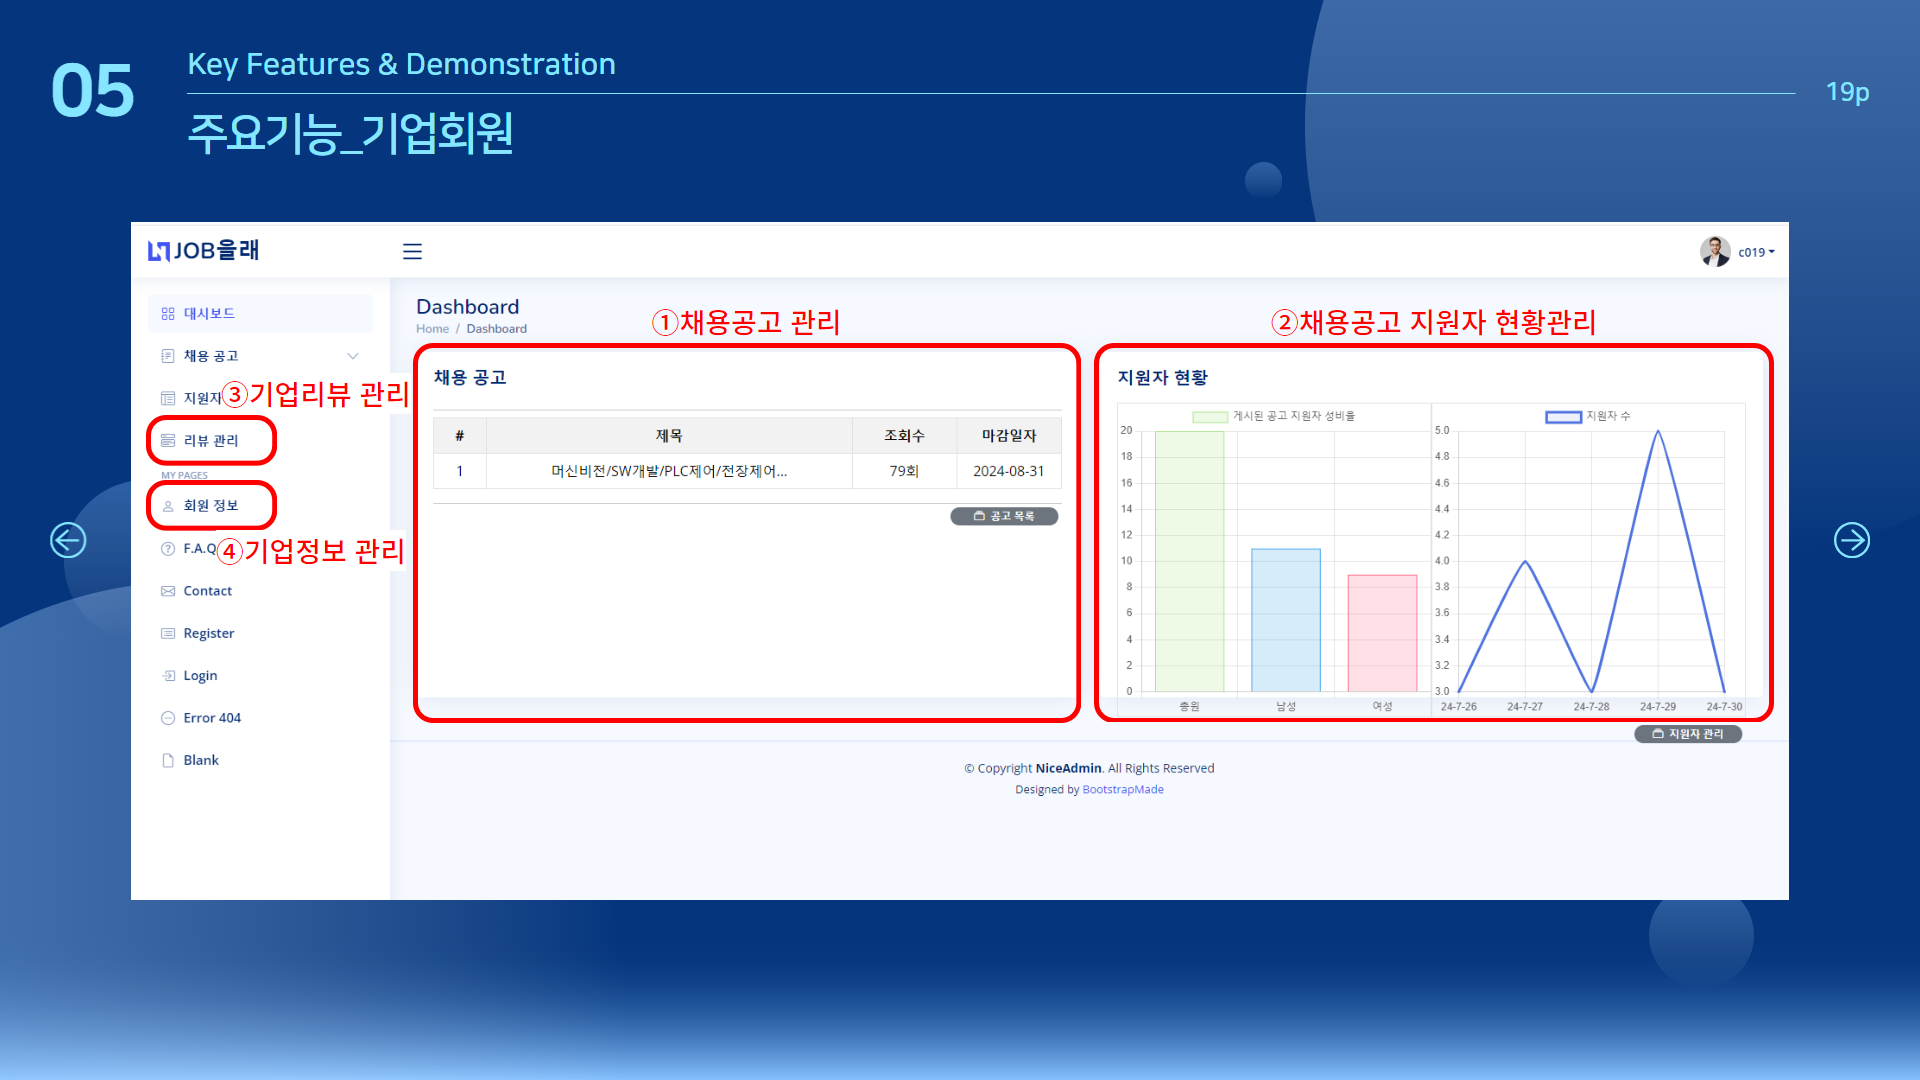 05
Key Features & Demonstration
19p
주요기능_기업회원
JOB을래
c019
대시보드
채용 공고
지원자
③기업리뷰 관리
리뷰 관리
MY PAGES
회원 정보
F.A.Q
④기업정보 관리
Contact
Register
Login
Error 404
Blank
Dashboard
Home / Dashboard
①채용공고 관리
채용 공고
# 제목 조회수 마감일자
1 머신비전/SW개발/PLC제어/전장제어... 79회 2024-08-31
공고 목록
②채용공고 지원자 현황관리
지원자 현황
게시된 공고 지원자 성비율
20
18
16
14
12
10
8
6
4
2
0
총원 남성 여성
지원자 수
5.0
4.8
4.6
4.4
4.2
4.0
3.8
3.6
3.4
3.2
3.0
24-7-26 24-7-27 24-7-28 24-7-29 24-7-30
지원자 관리
© Copyright NiceAdmin. All Rights Reserved
Designed by BootstrapMade